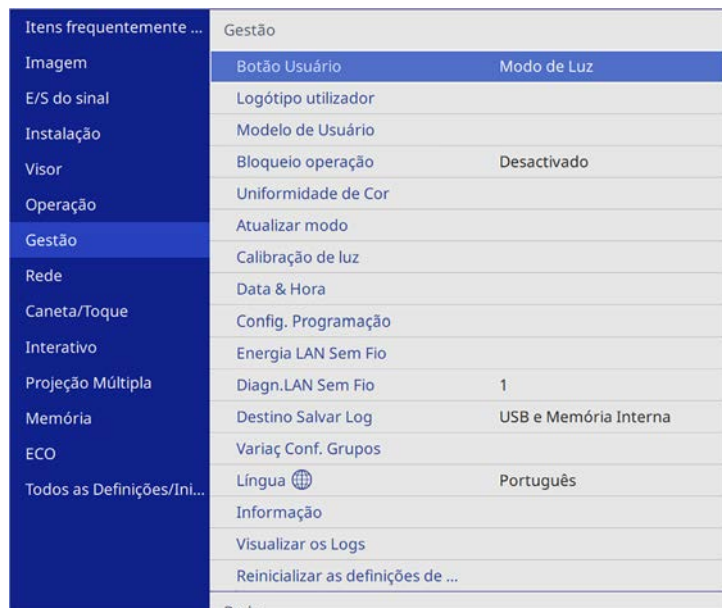 Itens frequentemente ...
Imagem
E/S do sinal
Instalação
Visor
Operação
Gestão
Rede
Caneta/Toque
Interativo
Projeção Múltipla
Memória
ECO
Todos as Definições/Ini...
Gestão
Botão Usuário Modo de Luz
Logótipo utilizador
Modelo de Usuário
Bloqueio operação Desactivado
Uniformidade de Cor
Atualizar modo
Calibração de luz
Data & Hora
Config. Programação
Energia LAN Sem Fio
Diagn.LAN Sem Fio 1
Destino Salvar Log USB e Memória Interna
Variaç Conf. Grupos
Língua Português
Informação
Visualizar os Logs
Reinicializar as definições de ...